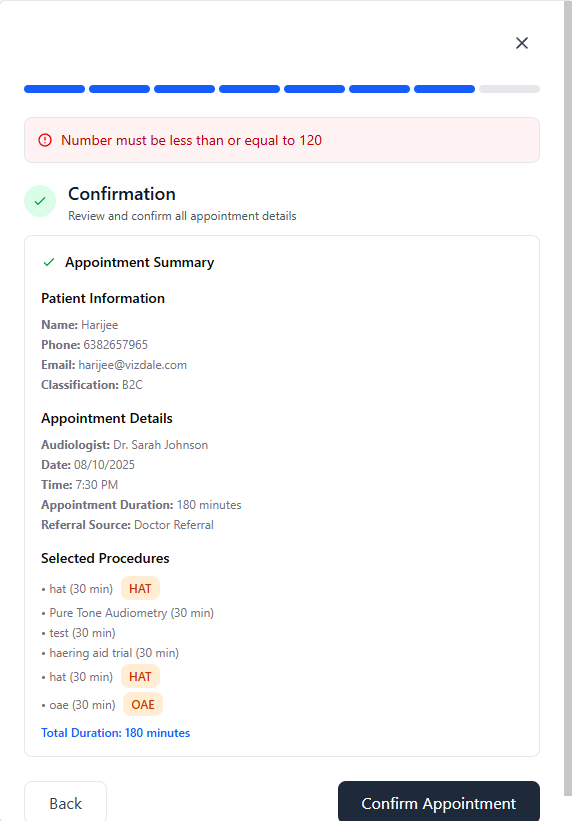 Number must be less than or equal to 120
Confirmation
Review and confirm all appointment details
Appointment Summary
Patient Information
Name: Harijee
Phone: 6382657965
Email: harijee@vizdale.com
Classification: B2C
Appointment Details
Audiologist: Dr. Sarah Johnson
Date: 08/10/2025
Time: 7:30 PM
Appointment Duration: 180 minutes
Referral Source: Doctor Referral
Selected Procedures
• hat (30 min) HAT
• Pure Tone Audiometry (30 min)
• test (30 min)
• haering aid trial (30 min)
• hat (30 min) HAT
• oae (30 min) OAE
Total Duration: 180 minutes
Back Confirm Appointment